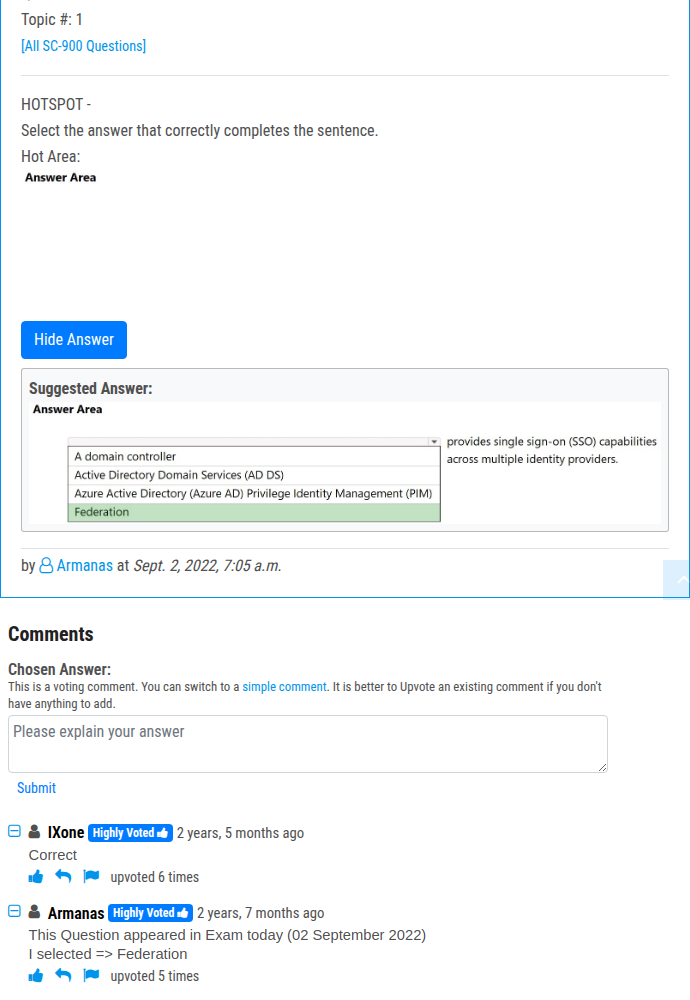 Topic #: 1
[All SC-900 Questions]
HOTSPOT -
Select the answer that correctly completes the sentence.
Hot Area:
Answer Area
Hide Answer
Suggested Answer:
Answer Area
provides single sign-on (SSO) capabilities
across multiple identity providers.
A domain controller
Active Directory Domain Services (AD DS)
Azure Active Directory (Azure AD) Privilege Identity Management (PIM)
Federation
by Armanas at Sept. 2, 2022, 7:05 a.m.
Comments
Chosen Answer:
This is a voting comment. You can switch to a simple comment. It is better to Upvote an existing comment if you don't
have anything to add.
Please explain your answer
Submit
IXone Highly Voted 2 years, 5 months ago
Correct
upvoted 6 times
Armanas Highly Voted 2 years, 7 months ago
This Question appeared in Exam today (02 September 2022)
I selected => Federation
upvoted 5 times